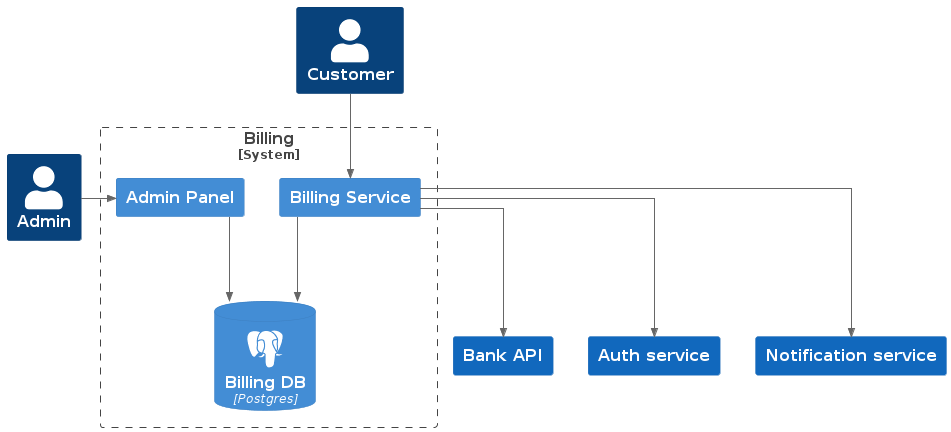 Customer
Billing
[System]
Admin
Admin Panel
Billing Service
Billing DB
[Postgres]
Bank API
Auth service
Notification service